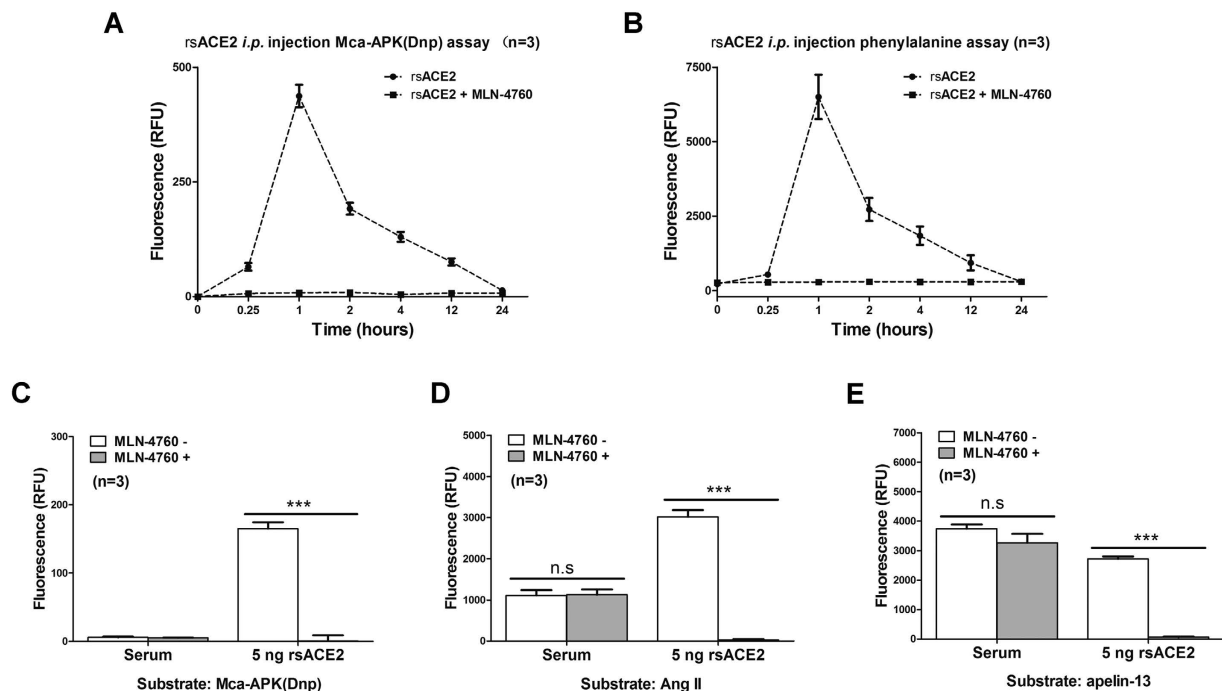 A
rsACE2 i.p. injection Mca-APK(Dnp) assay （n=3)
500
250
0
Fluorescence (RFU)
rsACE2
rsACE2 + MLN-4760
0 0.25 1 2 4 12 24
Time (hours)
B
rsACE2 i.p. injection phenylalanine assay (n=3)
7500
5000
2500
0
Fluorescence (RFU)
rsACE2
rsACE2 + MLN-4760
0 0.25 1 2 4 12 24
Time (hours)
C
300
200
100
0
Fluorescence (RFU)
MLN-4760 -
MLN-4760 +
(n=3)
***
Serum 5 ng rsACE2
Substrate: Mca-APK(Dnp)
D
5000
4000
3000
2000
1000
0
Fluorescence (RFU)
MLN-4760 -
MLN-4760 +
(n=3)
n.s
***
Serum 5 ng rsACE2
Substrate: Ang II
E
7000
6000
5000
4000
3000
2000
1000
0
Fluorescence (RFU)
MLN-4760 -
MLN-4760 +
(n=3)
n.s
***
Serum 5 ng rsACE2
Substrate: apelin-13